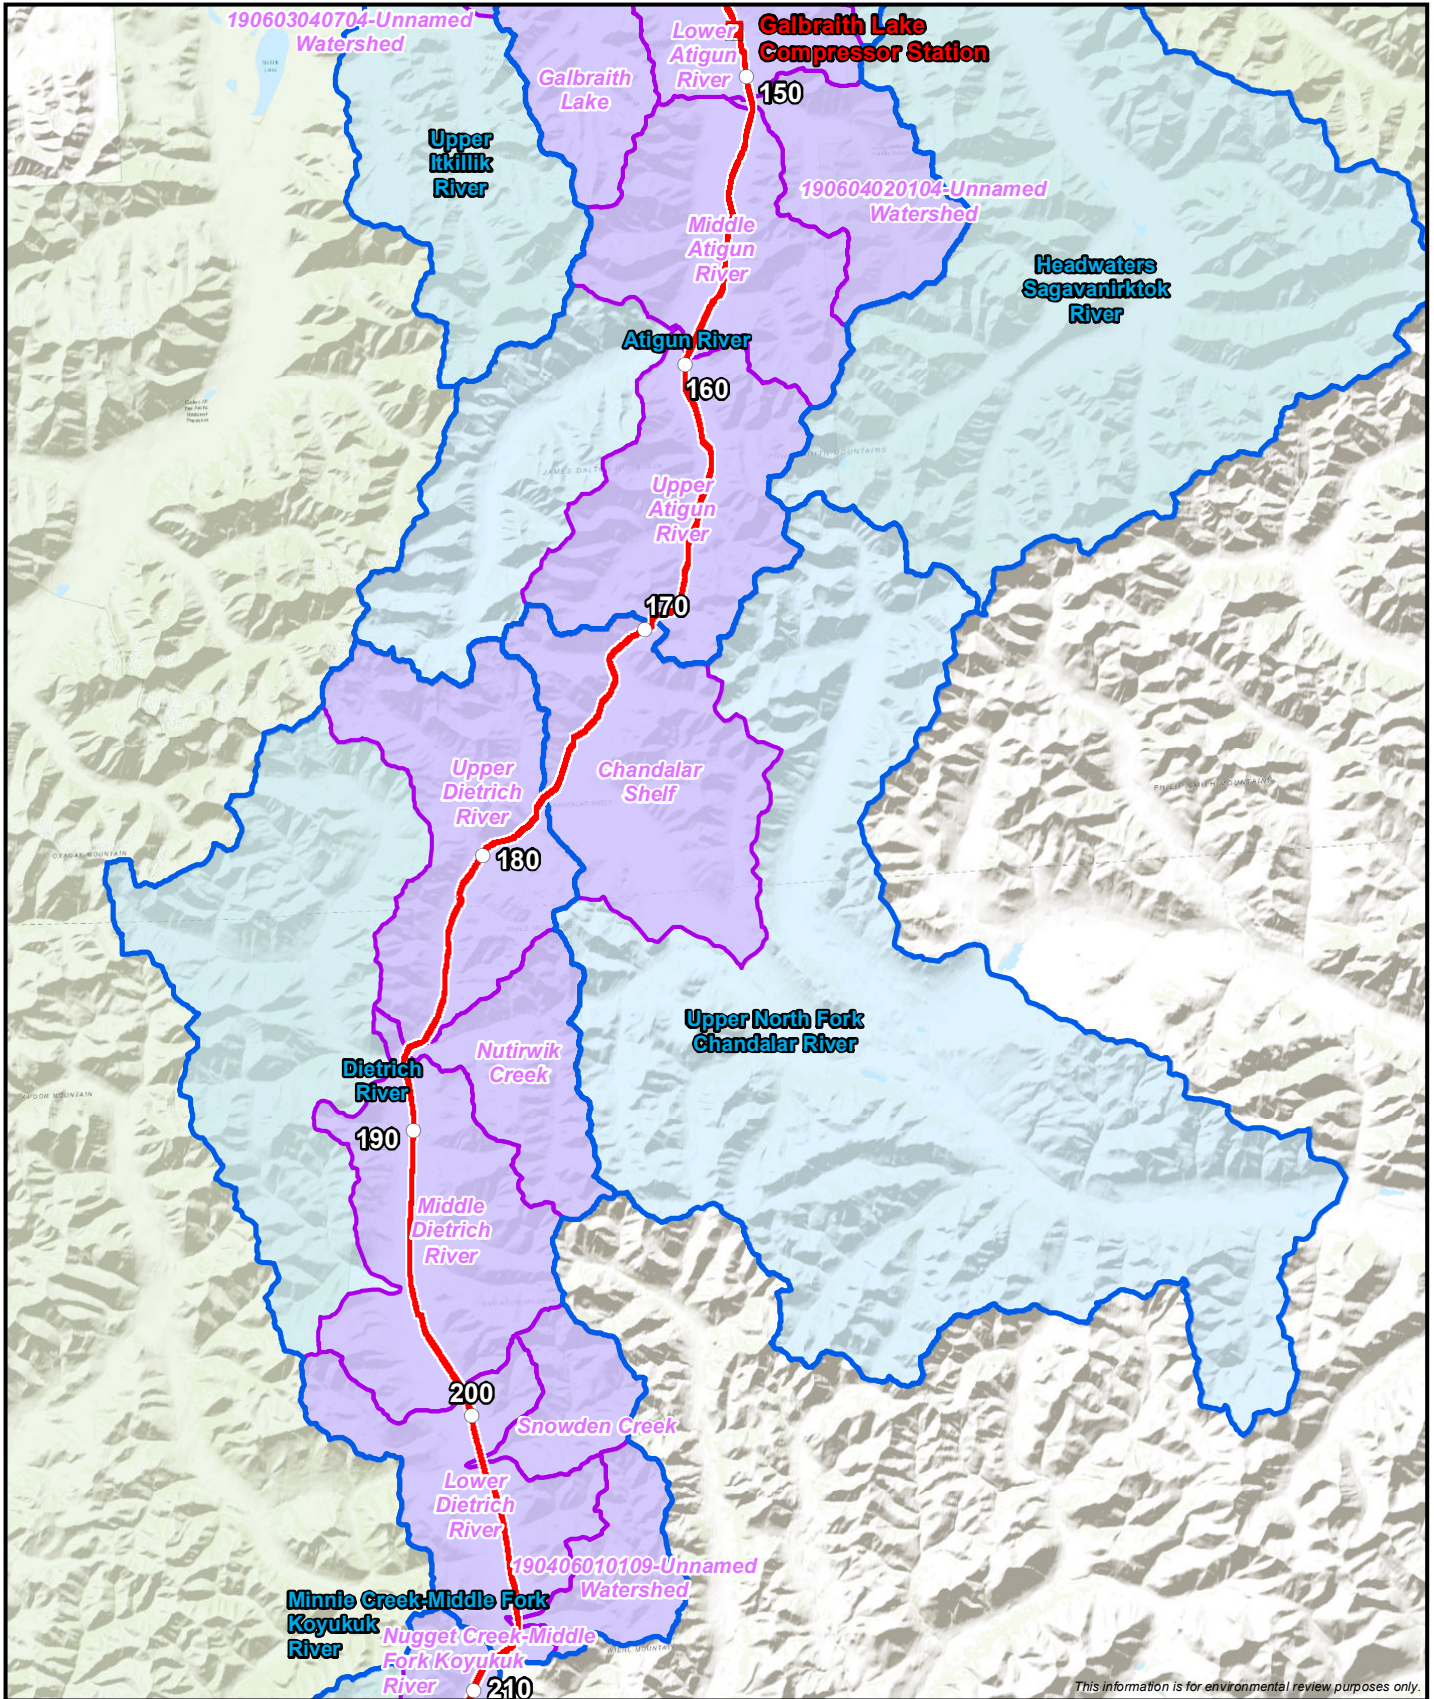 190603040704-Unnamed
Watershed
Lower
Atigun
River
Galbraith Lake
Compressor Station
Galbraith
Lake
150
Upper
Itkillik
River
190604020104-Unnamed
Watershed
Middle
Atigun
River
Headwaters
Sagavanirktok
River
Atigun River
160
Upper
Atigun
River
170
Upper
Dietrich
River
Chandalar
Shelf
PHILIP SMITH MOUNTAINS
180
Upper North Fork
Chandalar River
Nutirwik
Creek
Dietrich
River
190
Middle
Dietrich
River
200
Snowden Creek
Lower
Dietrich
River
190406010109-Unnamed
Watershed
Minnie Creek-Middle Fork
Koyukuk
River
Nugget Creek-Middle
Fork Koyukuk
River
210
This information is for environmental review purposes only.